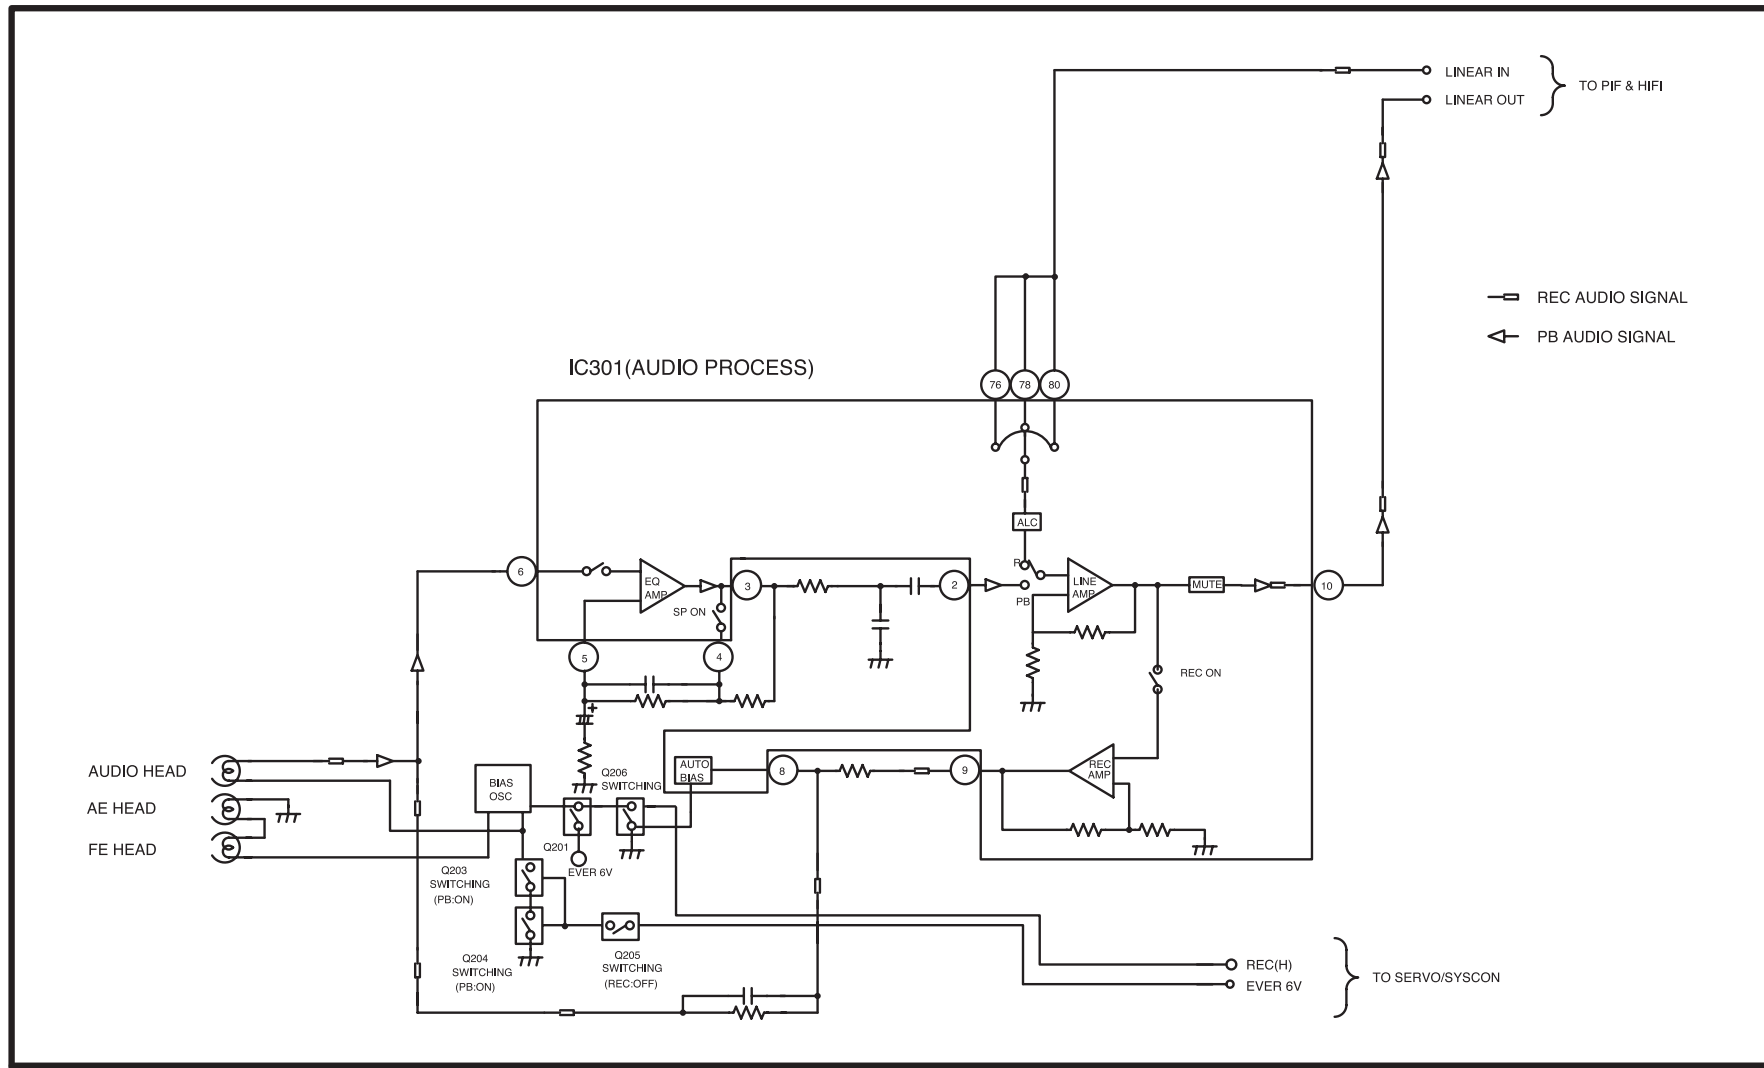 LINEAR IN
LINEAR OUT
TO PIF & HIFI
REC AUDIO SIGNAL
PB AUDIO SIGNAL
IC301(AUDIO PROCESS)
76
78
80
ALC
6
EQ
AMP
SP ON
3
2
R
PB
LINE
AMP
MUTE
10
5
4
REC ON
+
AUDIO HEAD
AE HEAD
FE HEAD
BIAS
OSC
Q206
SWITCHING
AUTO
BIAS
8
9
REC
AMP
Q201
EVER 6V
Q203
SWITCHING
(PB:ON)
Q204
SWITCHING
(PB:ON)
Q205
SWITCHING
(REC:OFF)
REC(H)
EVER 6V
TO SERVO/SYSCON